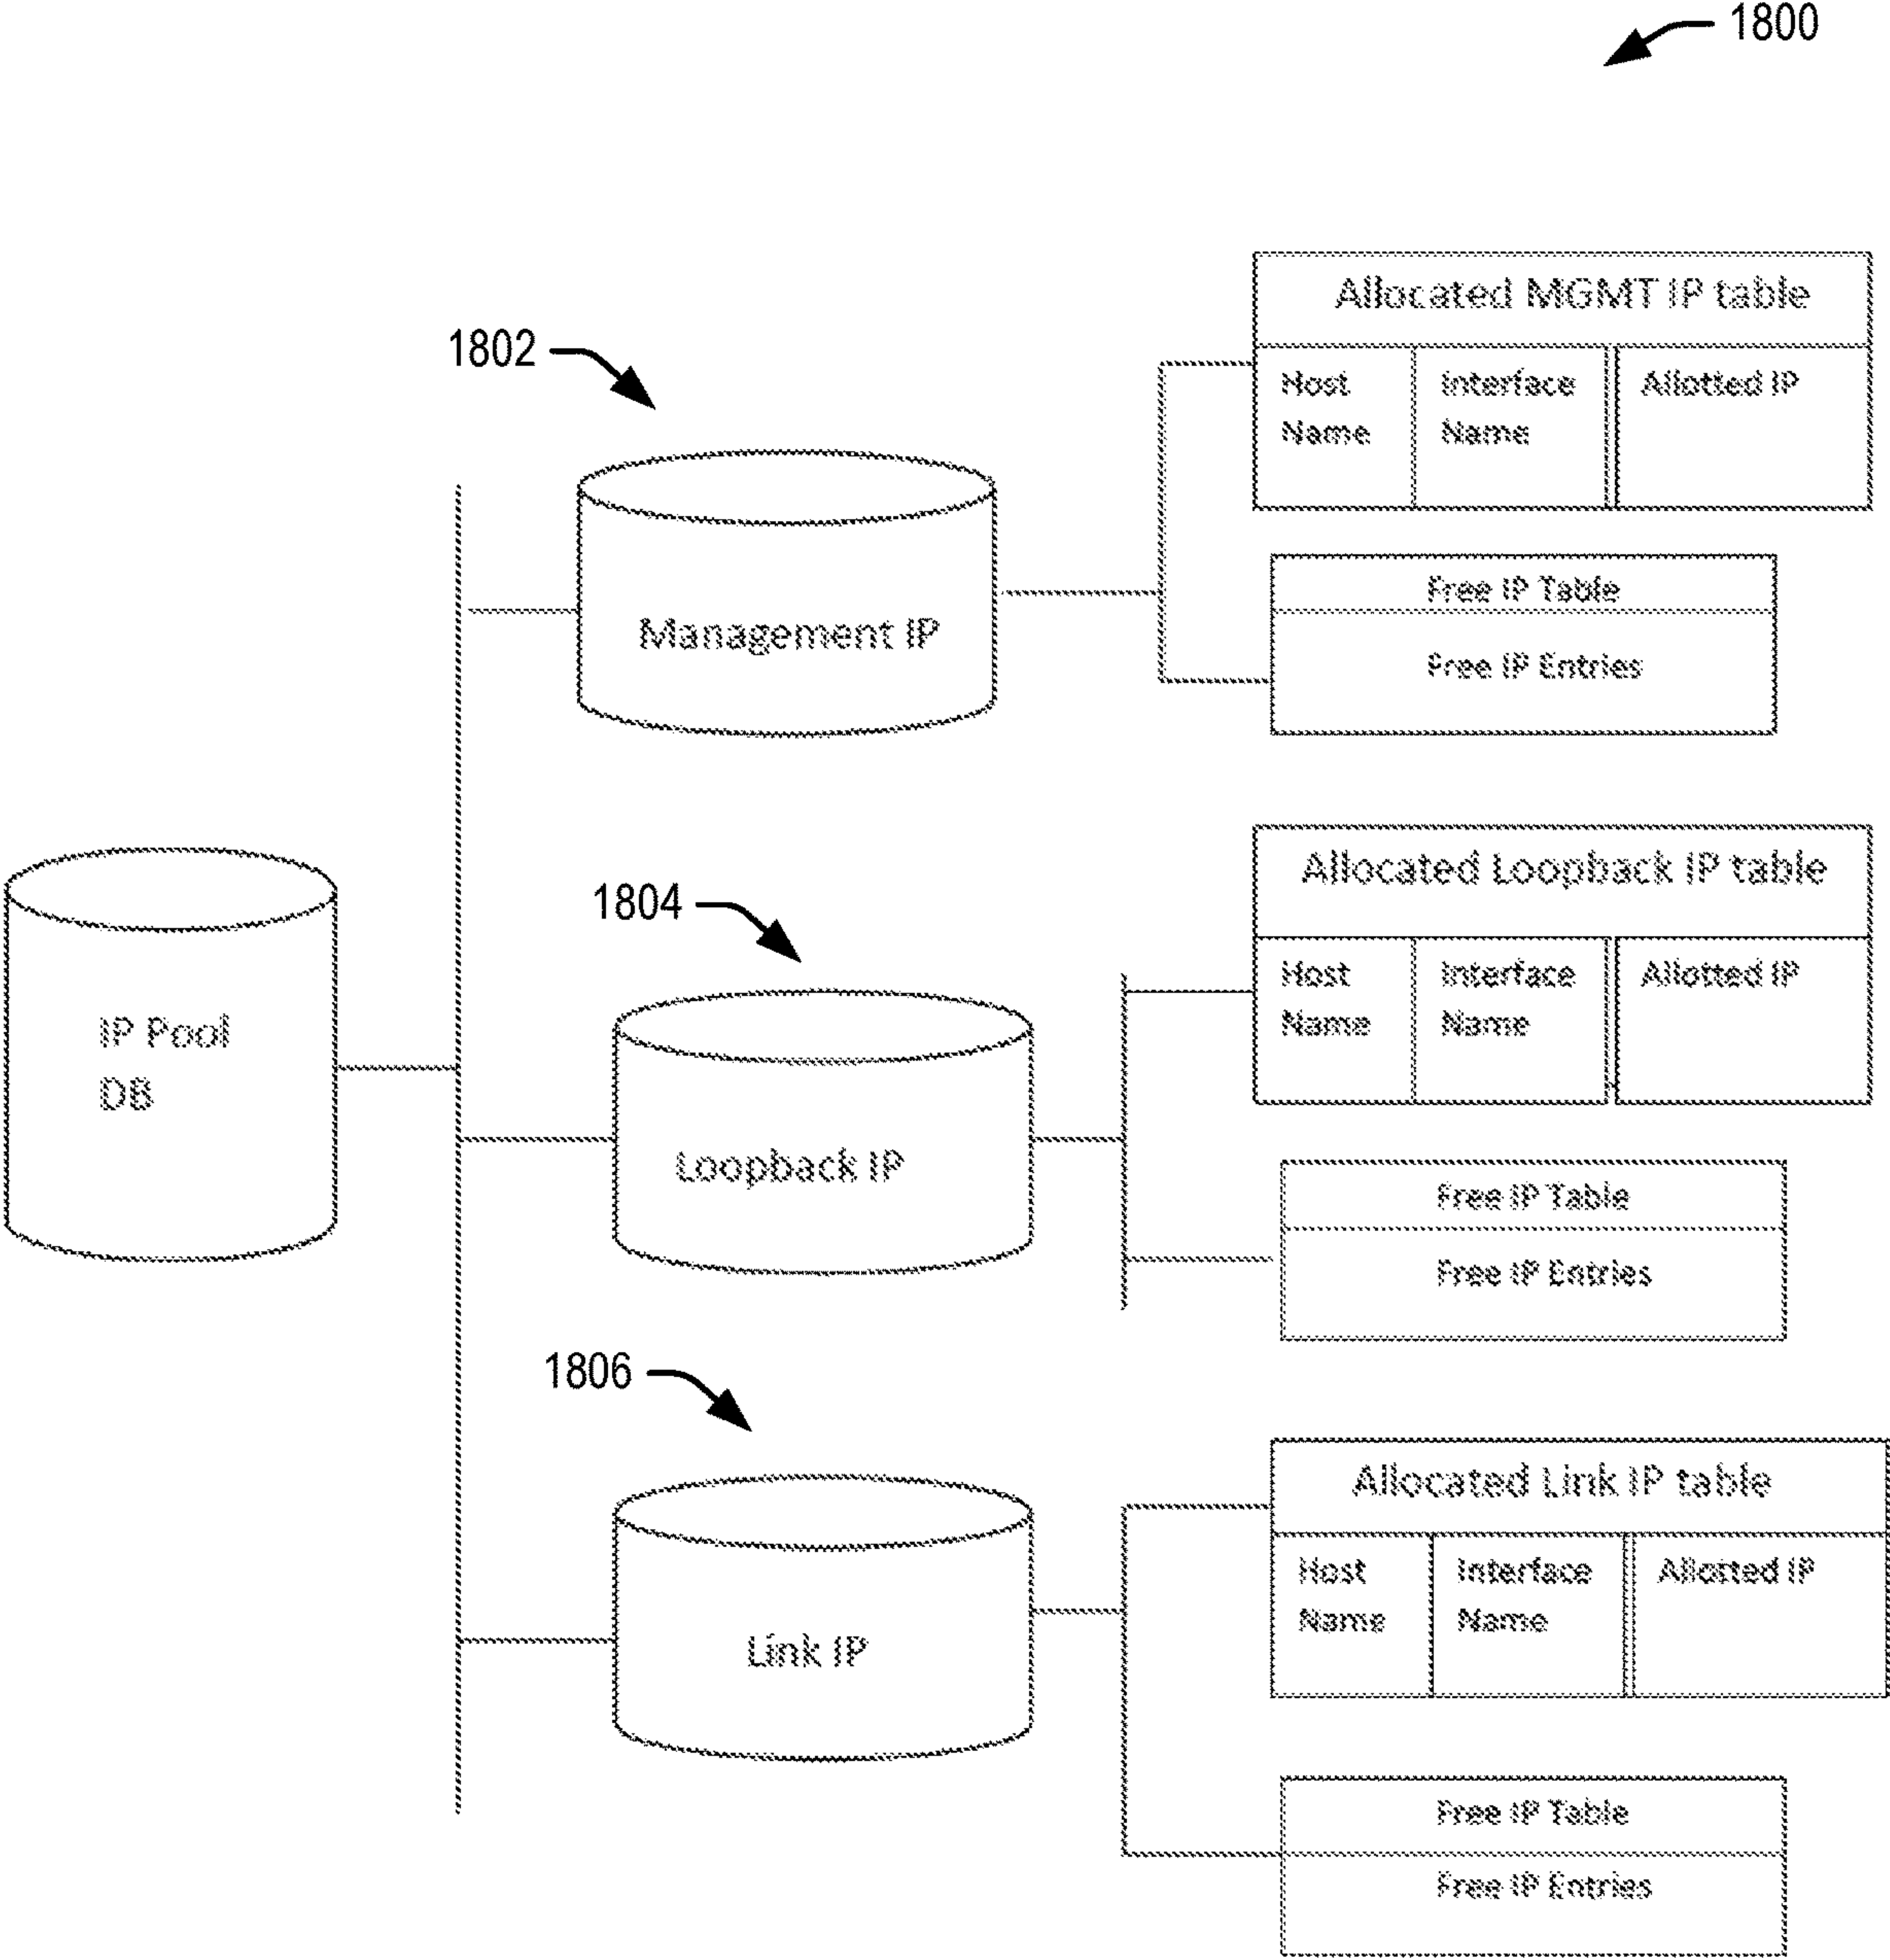 1800
1802
Allocated MGMT IP table
Host Name
Interface Name
Allotted IP
Free IP Table
Free IP Entries
Management IP
IP Pool
DB
1804
Allocated Loopback IP table
Host Name
Interface Name
Allotted IP
Loopback IP
Free IP Table
Free IP Entries
1806
Allocated Link IP table
Host Name
Interface Name
Allotted IP
Link IP
Free IP Table
Free IP Entries